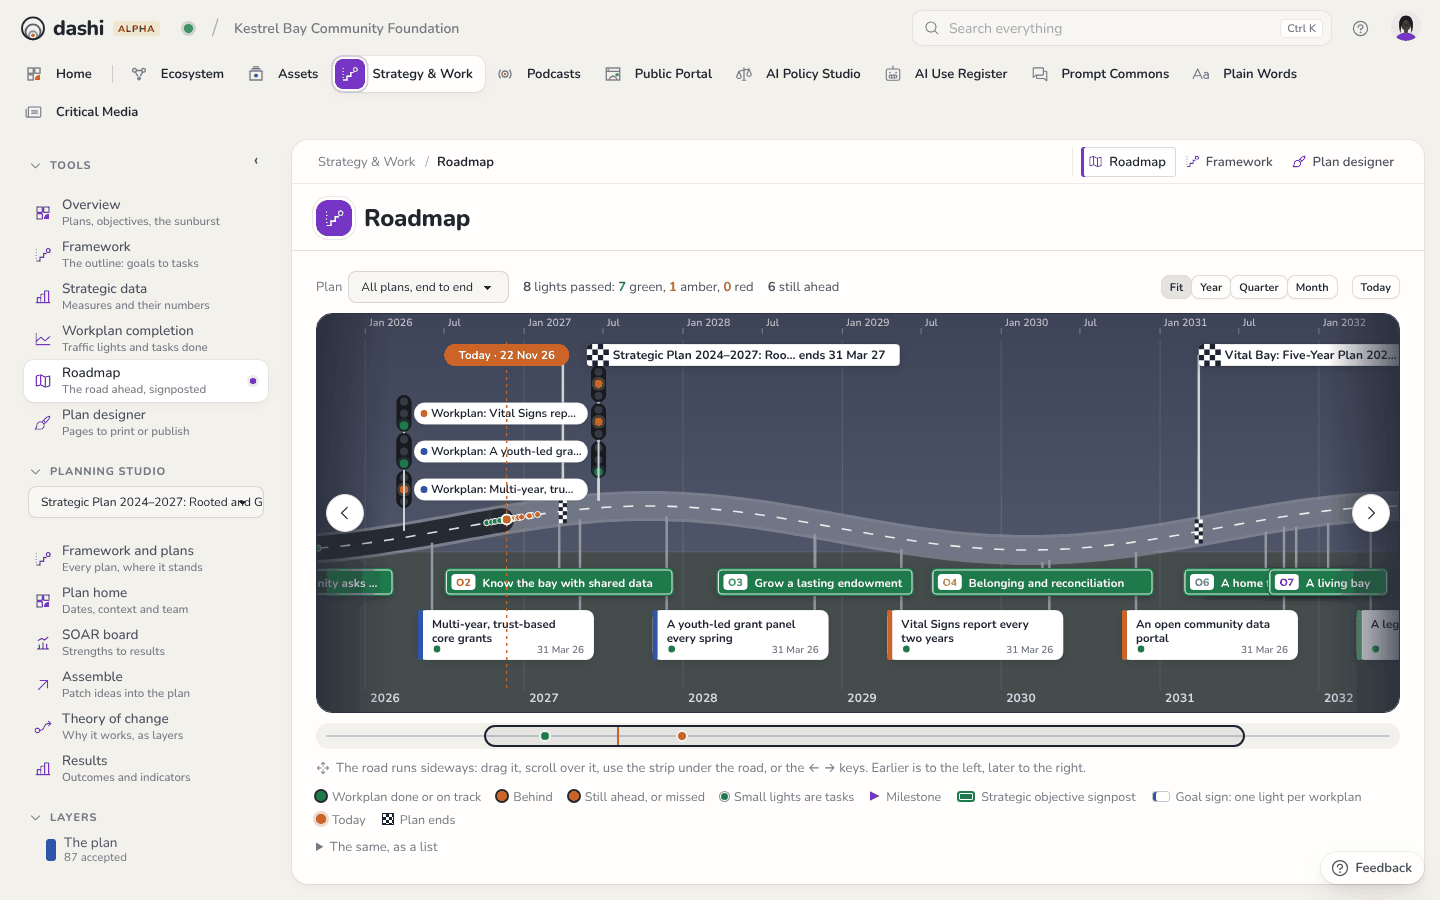 dashi ALPHA / Kestrel Bay Community Foundation
Search everything Ctrl K
Home Ecosystem Assets Strategy & Work Podcasts Public Portal AI Policy Studio AI Use Register Prompt Commons Aa Plain Words
Critical Media
TOOLS
Overview
Plans, objectives, the sunburst
Framework
The outline: goals to tasks
Strategic data
Measures and their numbers
Workplan completion
Traffic lights and tasks done
Roadmap
The road ahead, signposted
Plan designer
Pages to print or publish
PLANNING STUDIO
Strategic Plan 2024–2027: Rooted and G
Framework and plans
Every plan, where it stands
Plan home
Dates, context and team
SOAR board
Strengths to results
Assemble
Patch ideas into the plan
Theory of change
Why it works, as layers
Results
Outcomes and indicators
LAYERS
The plan
87 accepted
Strategy & Work / Roadmap
Roadmap Framework Plan designer
Roadmap
Plan All plans, end to end 8 lights passed: 7 green, 1 amber, 0 red 6 still ahead
Fit Year Quarter Month Today
Jan 2026 Jul Jan 2027 Jul Jan 2028 Jul Jan 2029 Jul Jan 2030 Jul Jan 2031 Jul Jan 2032
Today · 22 Nov 26
Strategic Plan 2024–2027: Roo... ends 31 Mar 27
Vital Bay: Five-Year Plan 202...
Workplan: Vital Signs rep...
Workplan: A youth-led gra...
Workplan: Multi-year, tru...
nity asks ...
O2 Know the bay with shared data
O3 Grow a lasting endowment
O4 Belonging and reconciliation
O6 A home
O7 A living bay
Multi-year, trust-based core grants
31 Mar 26
A youth-led grant panel every spring
31 Mar 26
Vital Signs report every two years
31 Mar 26
An open community data portal
31 Mar 26
A leg
2026 2027 2028 2029 2030 2031 2032
The road runs sideways: drag it, scroll over it, use the strip under the road, or the ← → keys. Earlier is to the left, later to the right.
Workplan done or on track Behind Still ahead, or missed Small lights are tasks Milestone Strategic objective signpost Goal sign: one light per workplan
Today Plan ends
The same, as a list
Feedback